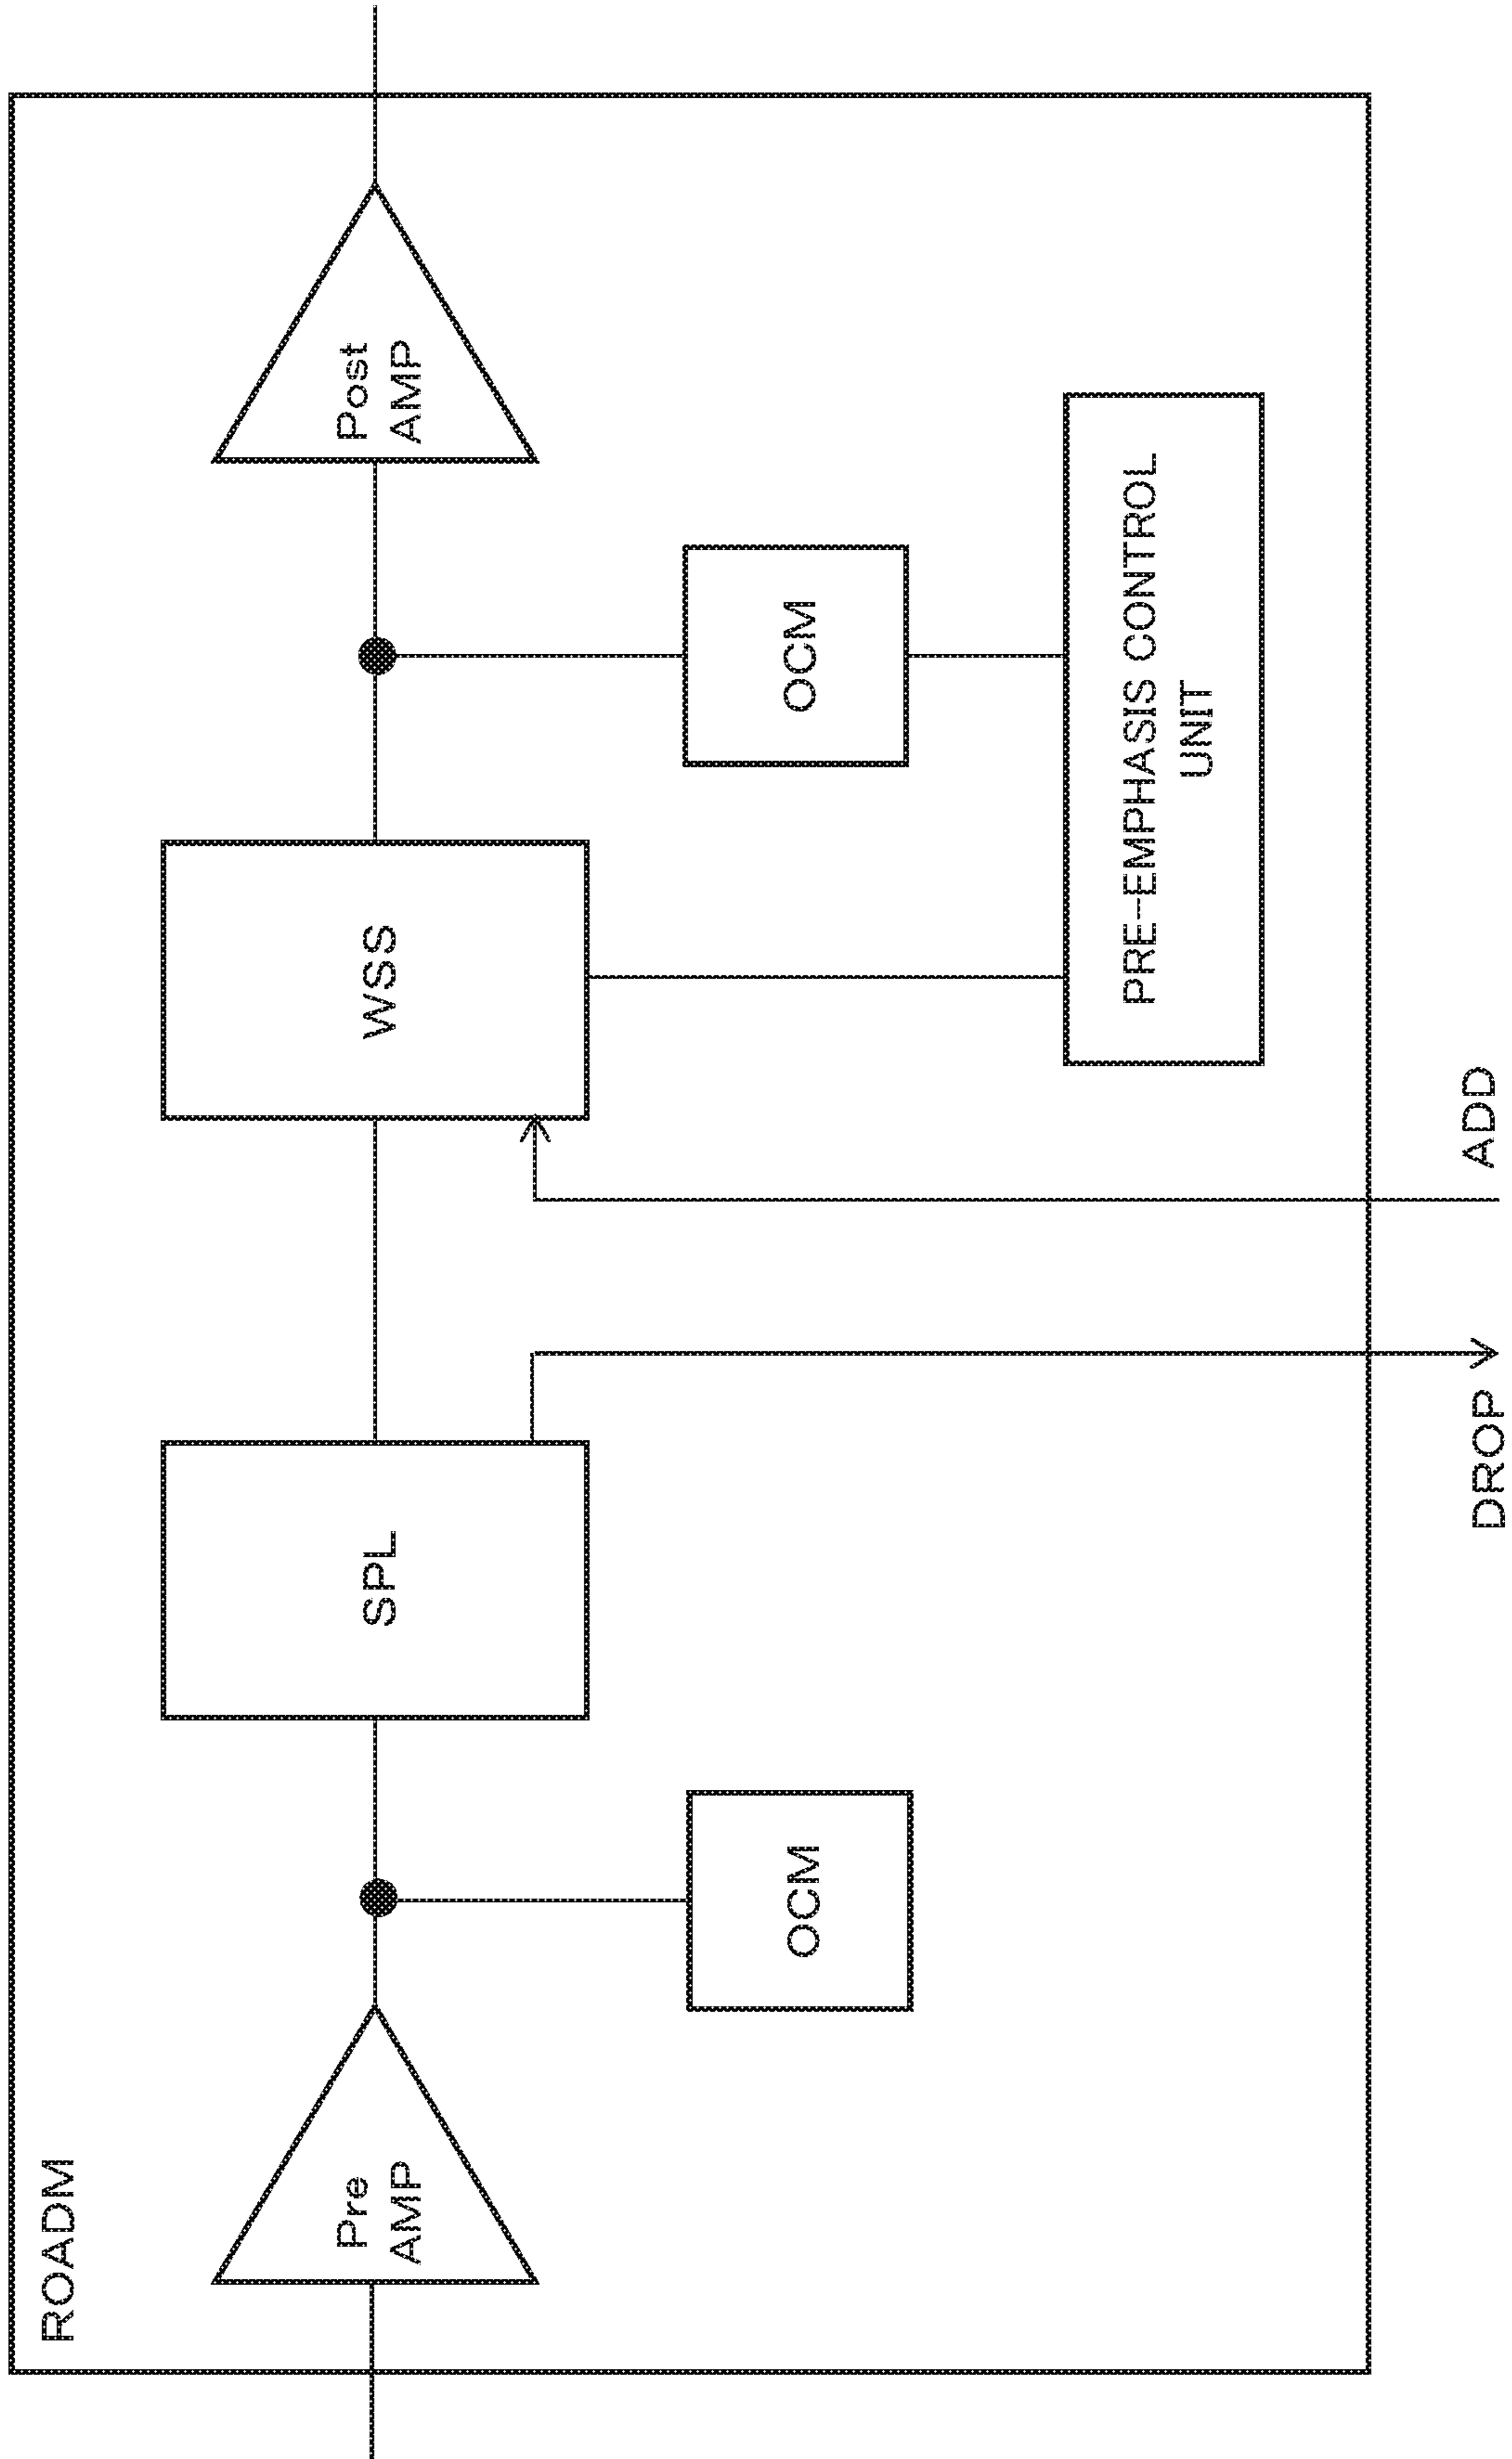 ROADM
Pre
AMP
OCM
SPL
DROP
ADD
WSS
OCM
PRE-EMPHASIS CONTROL
UNIT
Post
AMP